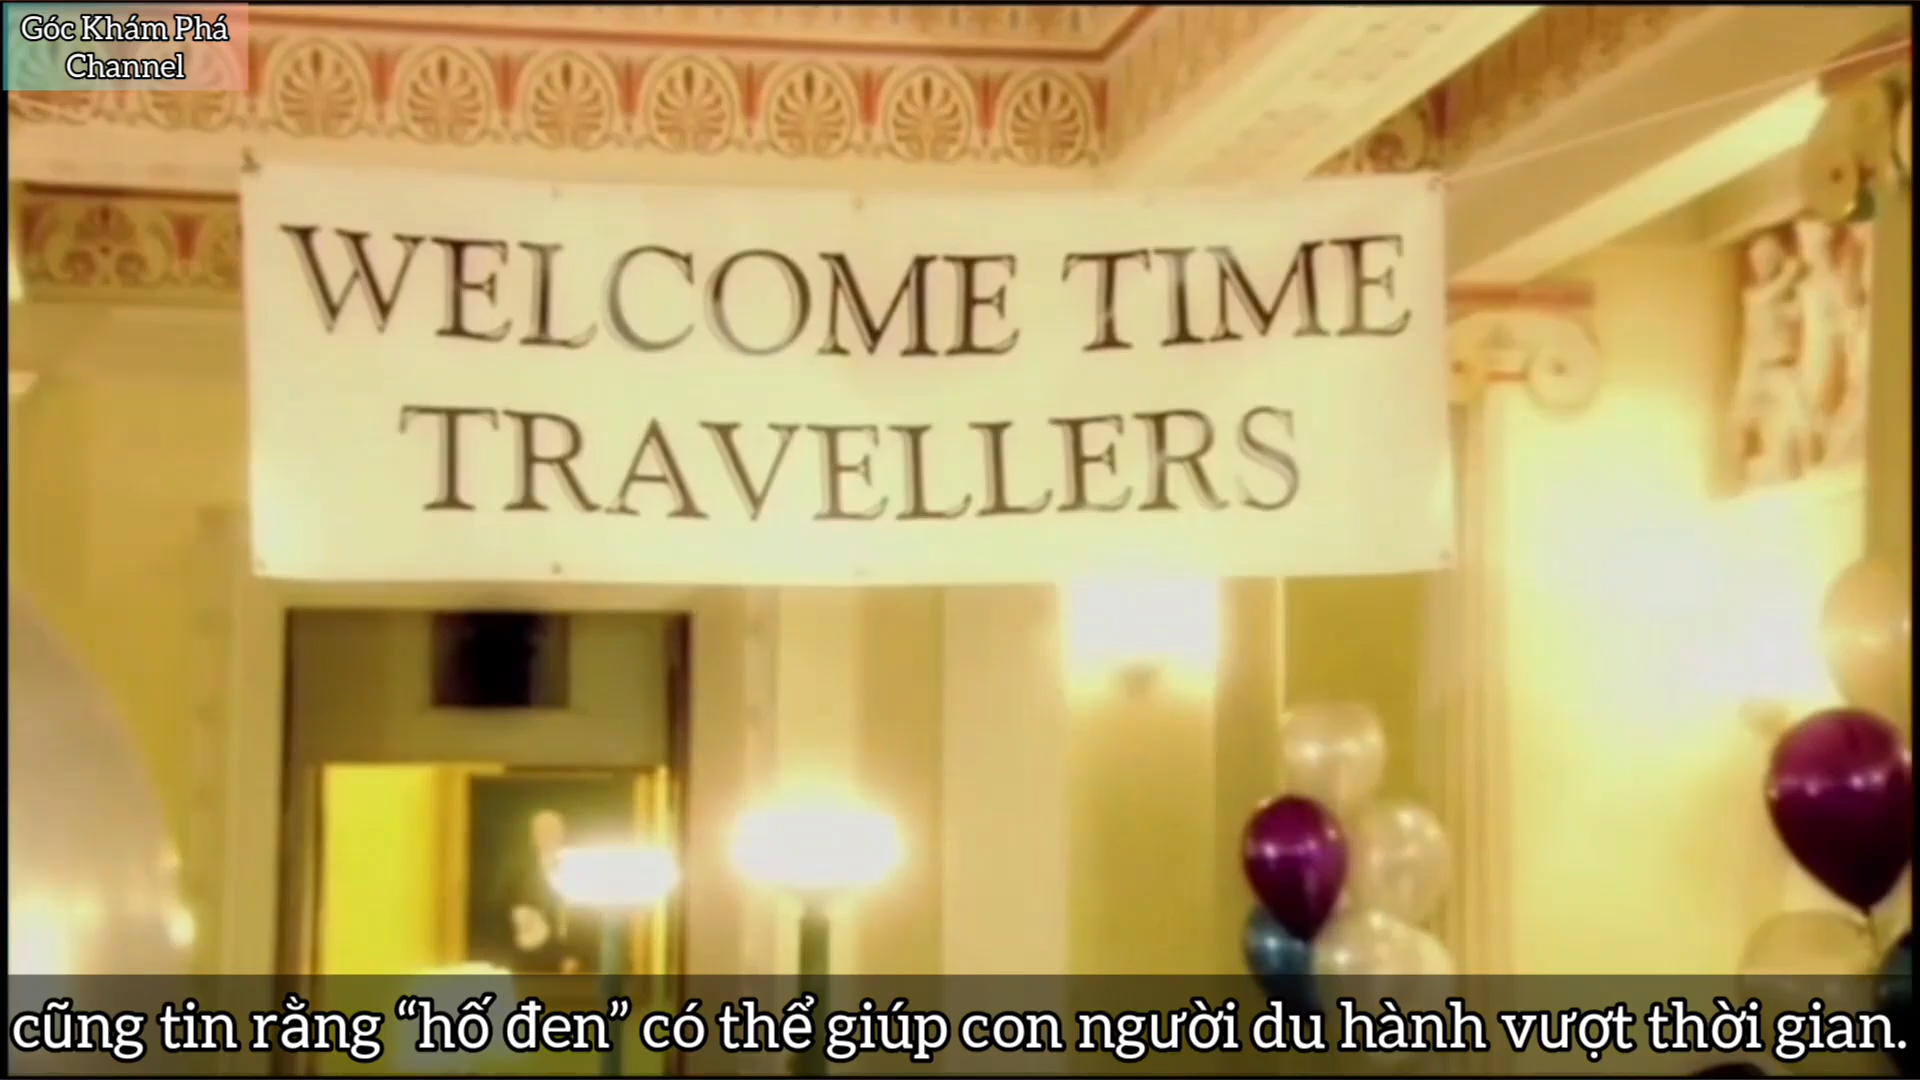 Góc Khám Phá
Channel
WELCOME TIME
TRAVELLERS
cũng tin rằng “hố đen” có thể giúp con người du hành vượt thời gian.